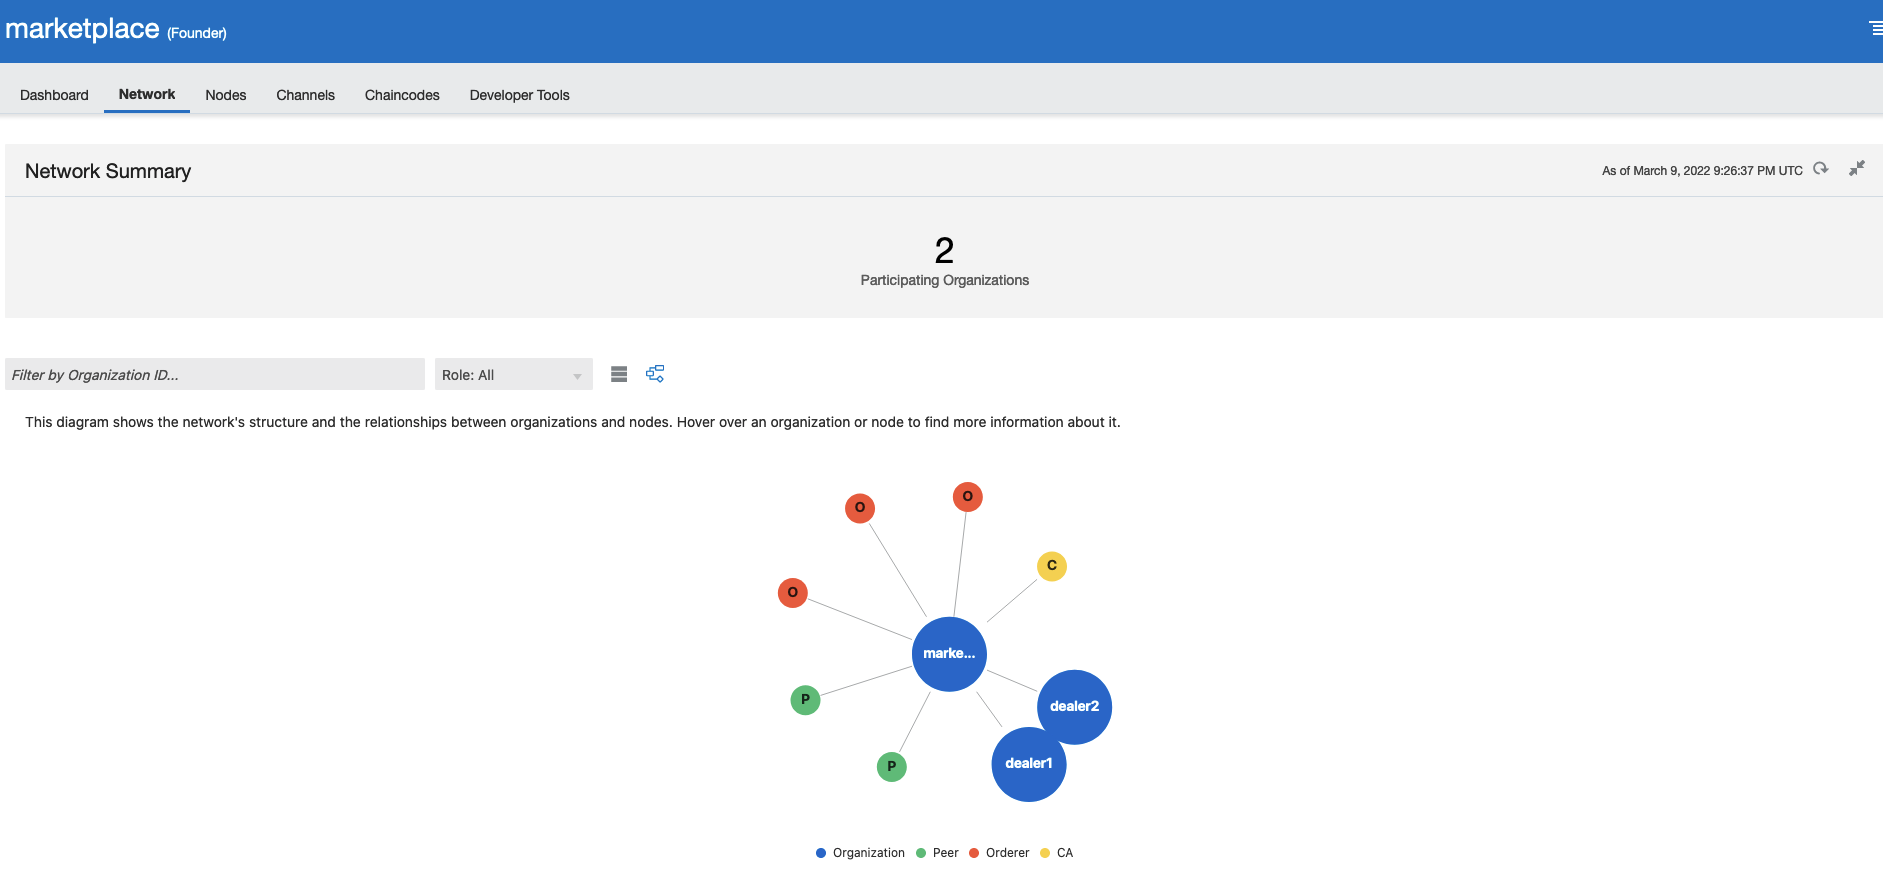 marketplace (Founder)
Dashboard Network Nodes Channels Chaincodes Developer Tools
Network Summary
As of March 9, 2022 9:26:37 PM UTC
2
Participating Organizations
Filter by Organization ID...
Role: All
This diagram shows the network's structure and the relationships between organizations and nodes. Hover over an organization or node to find more information about it.
O
O
C
O
marke...
P
dealer2
dealer1
P
Organization Peer Orderer CA